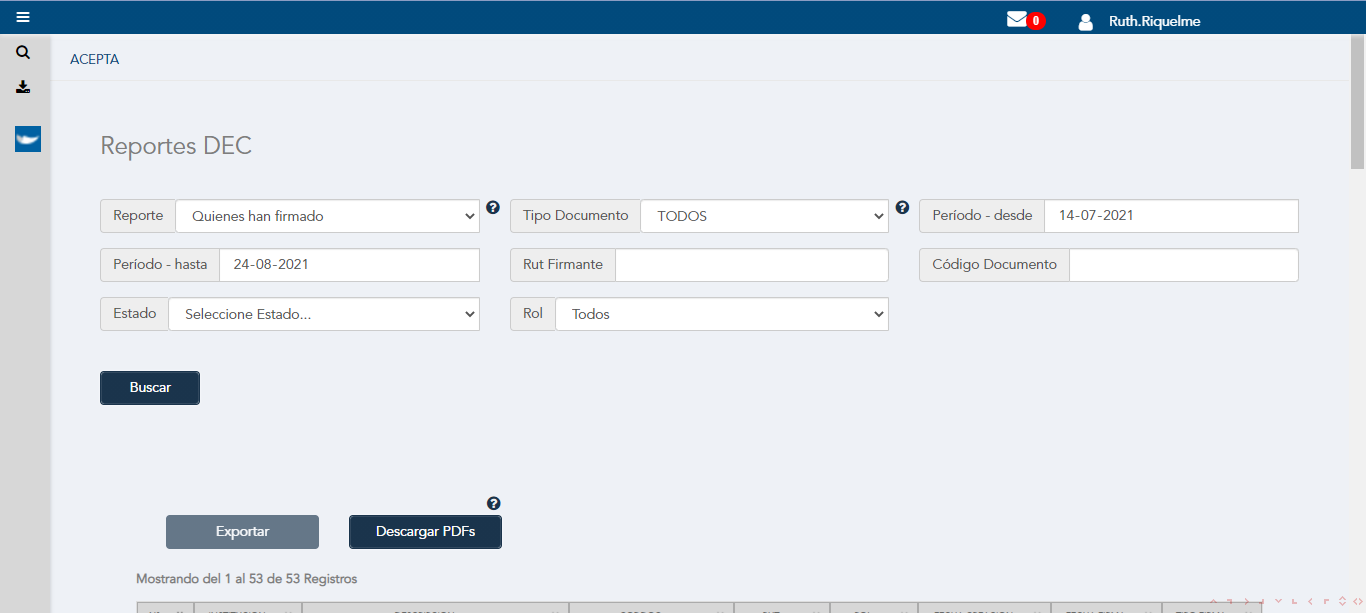 0 Ruth.Riquelme
ACEPTA
Reportes DEC
Reporte Quienes han firmado Tipo Documento TODOS Período - desde 14-07-2021
Período - hasta 24-08-2021 Rut Firmante Código Documento
Estado Seleccione Estado... Rol Todos
Buscar
Exportar Descargar PDFs
Mostrando del 1 al 53 de 53 Registros